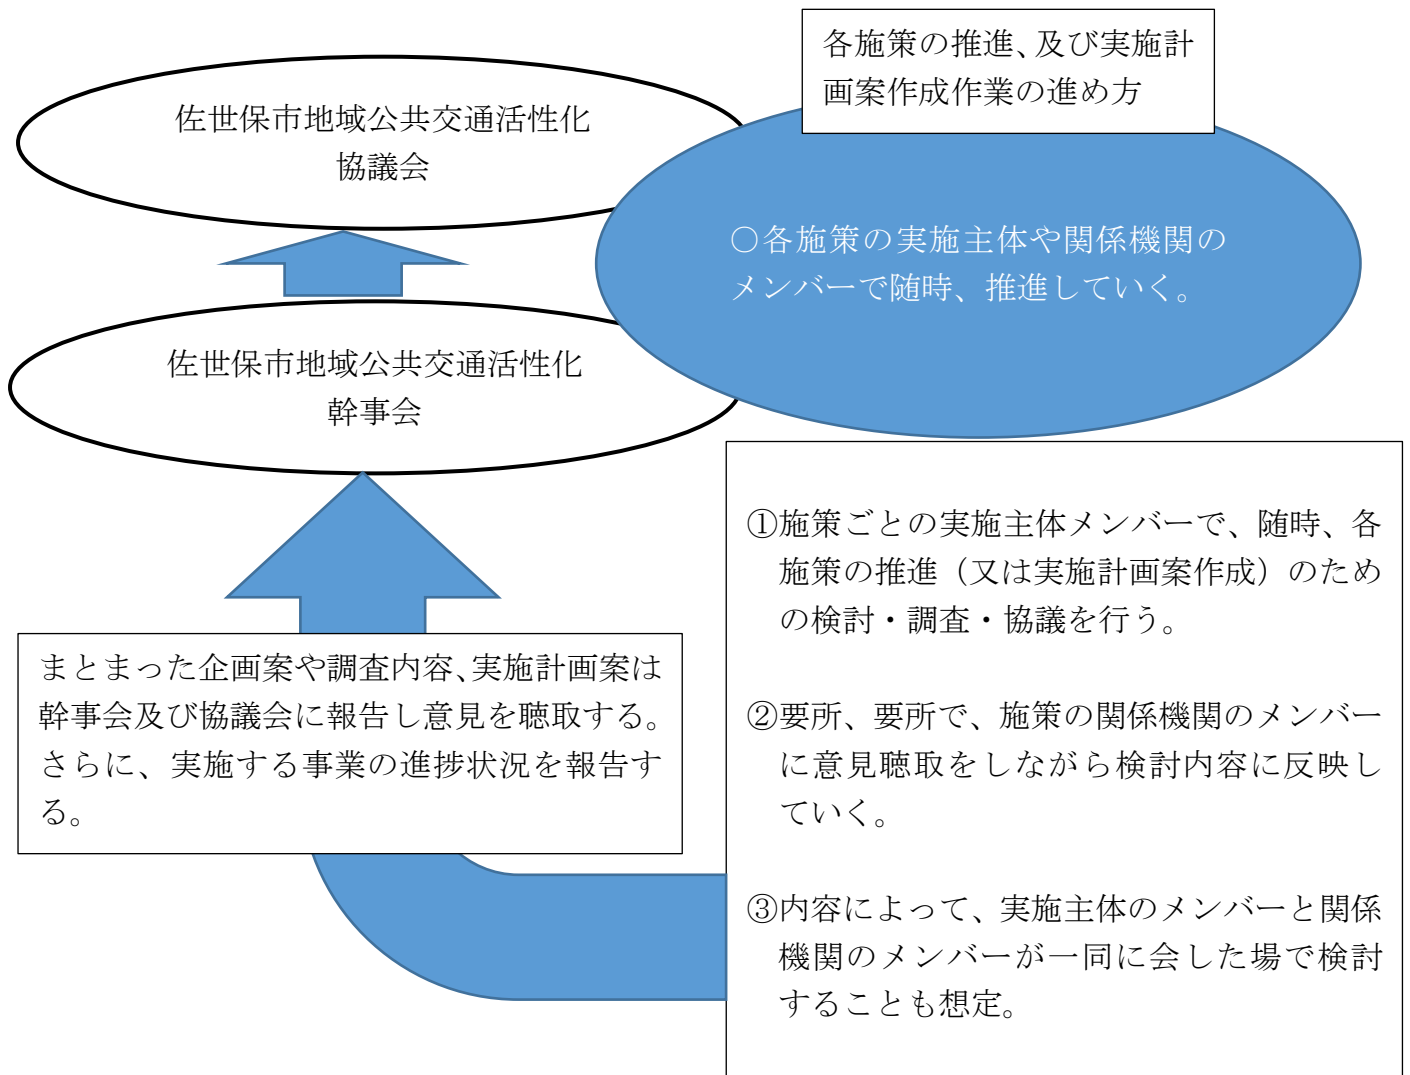 各施策の推進、及び実施計
画案作成作業の進め方
佐世保市地域公共交通活性化
協議会
〇各施策の実施主体や関係機関の
メンバーで随時、推進していく。
佐世保市地域公共交通活性化
幹事会
①施策ごとの実施主体メンバーで、随時、各
施策の推進（又は実施計画案作成）のため
の検討・調査・協議を行う。
②要所、要所で、施策の関係機関のメンバー
に意見聴取をしながら検討内容に反映し
ていく。
③内容によって、実施主体のメンバーと関係
機関のメンバーが一同に会した場で検討
することも想定。
まとまった企画案や調査内容、実施計画案は
幹事会及び協議会に報告し意見を聴取する。
さらに、実施する事業の進捗状況を報告す
る。